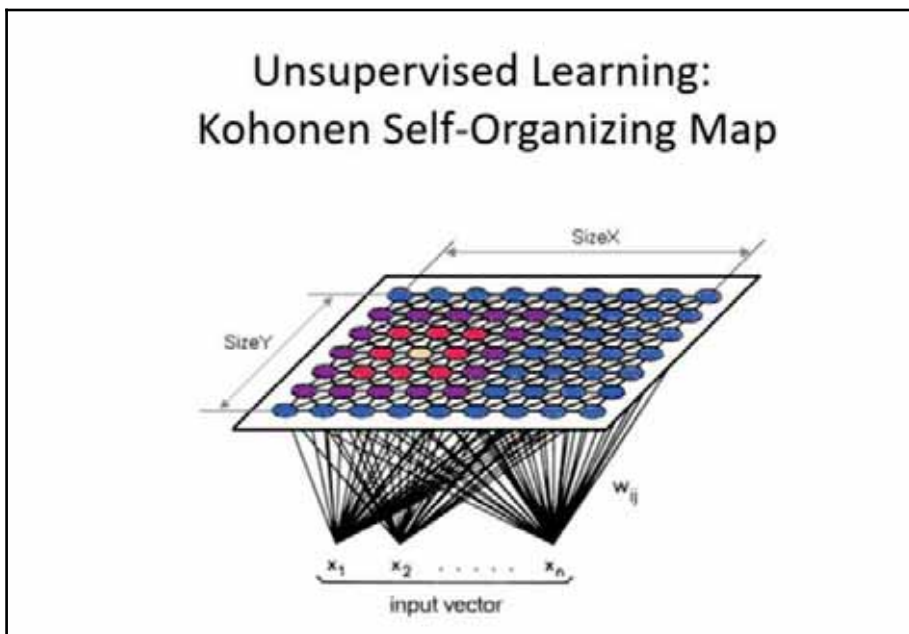 Unsupervised Learning:
Kohonen Self-Organizing Map
SizeX
SizeY
w_ij
x_1 x_2 . . . . . x_n
input vector